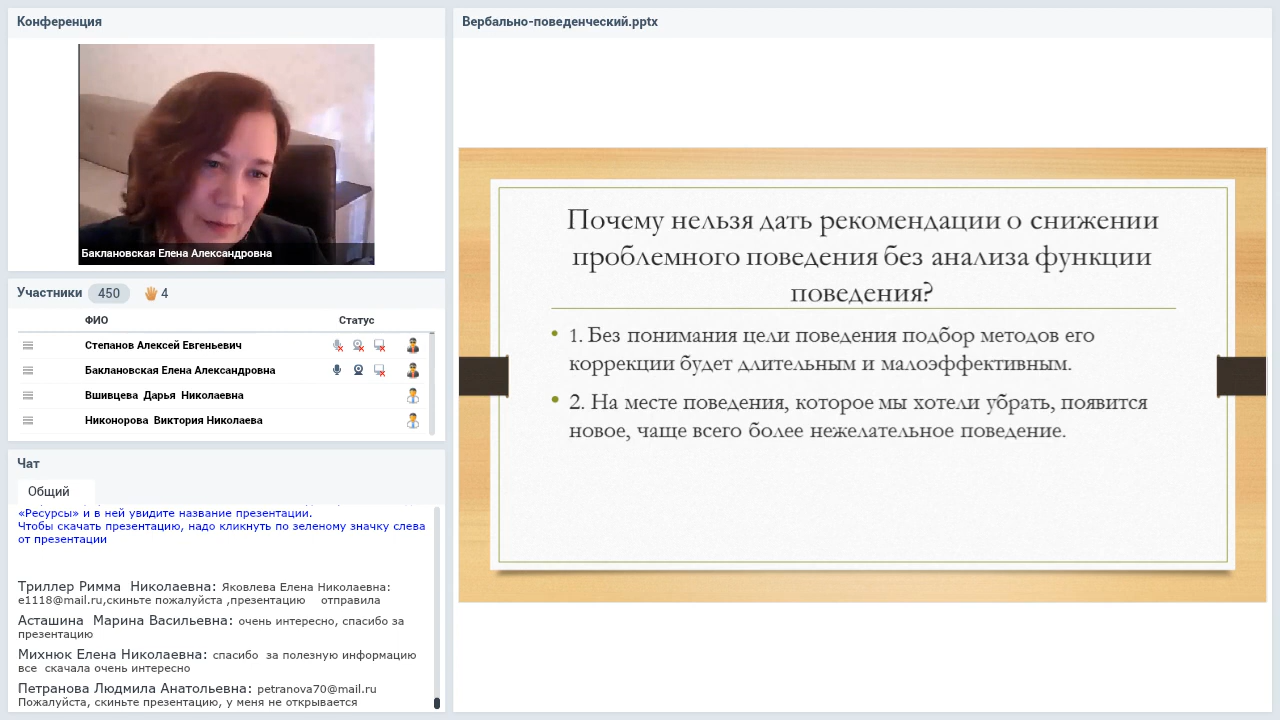 Конференция
Баклановская Елена Александровна
Участники 450 4
ФИО Статус
Степанов Алексей Евгеньевич
Баклановская Елена Александровна
Вшивцева Дарья Николаевна
Никонорова Виктория Николаева
Чат
Общий
«Ресурсы» и в ней увидите название презентации.
Чтобы скачать презентацию, надо кликнуть по зеленому значку слева
от презентации
Триллер Римма Николаевна: Яковлева Елена Николаевна:
e1118@mail.ru,скиньте пожалуйста ,презентацию отправила
Асташина Марина Васильевна: очень интересно, спасибо за
презентацию
Михнюк Елена Николаевна: спасибо за полезную информацию
все скачала очень интересно
Петранова Людмила Анатольевна: petranova70@mail.ru
Пожалуйста, скиньте презентацию, у меня не открывается
Вербально-поведенческий.pptx
Почему нельзя дать рекомендации о снижении
проблемного поведения без анализа функции
поведения?
• 1. Без понимания цели поведения подбор методов его
коррекции будет длительным и малоэффективным.
• 2. На месте поведения, которое мы хотели убрать, появится
новое, чаще всего более нежелательное поведение.